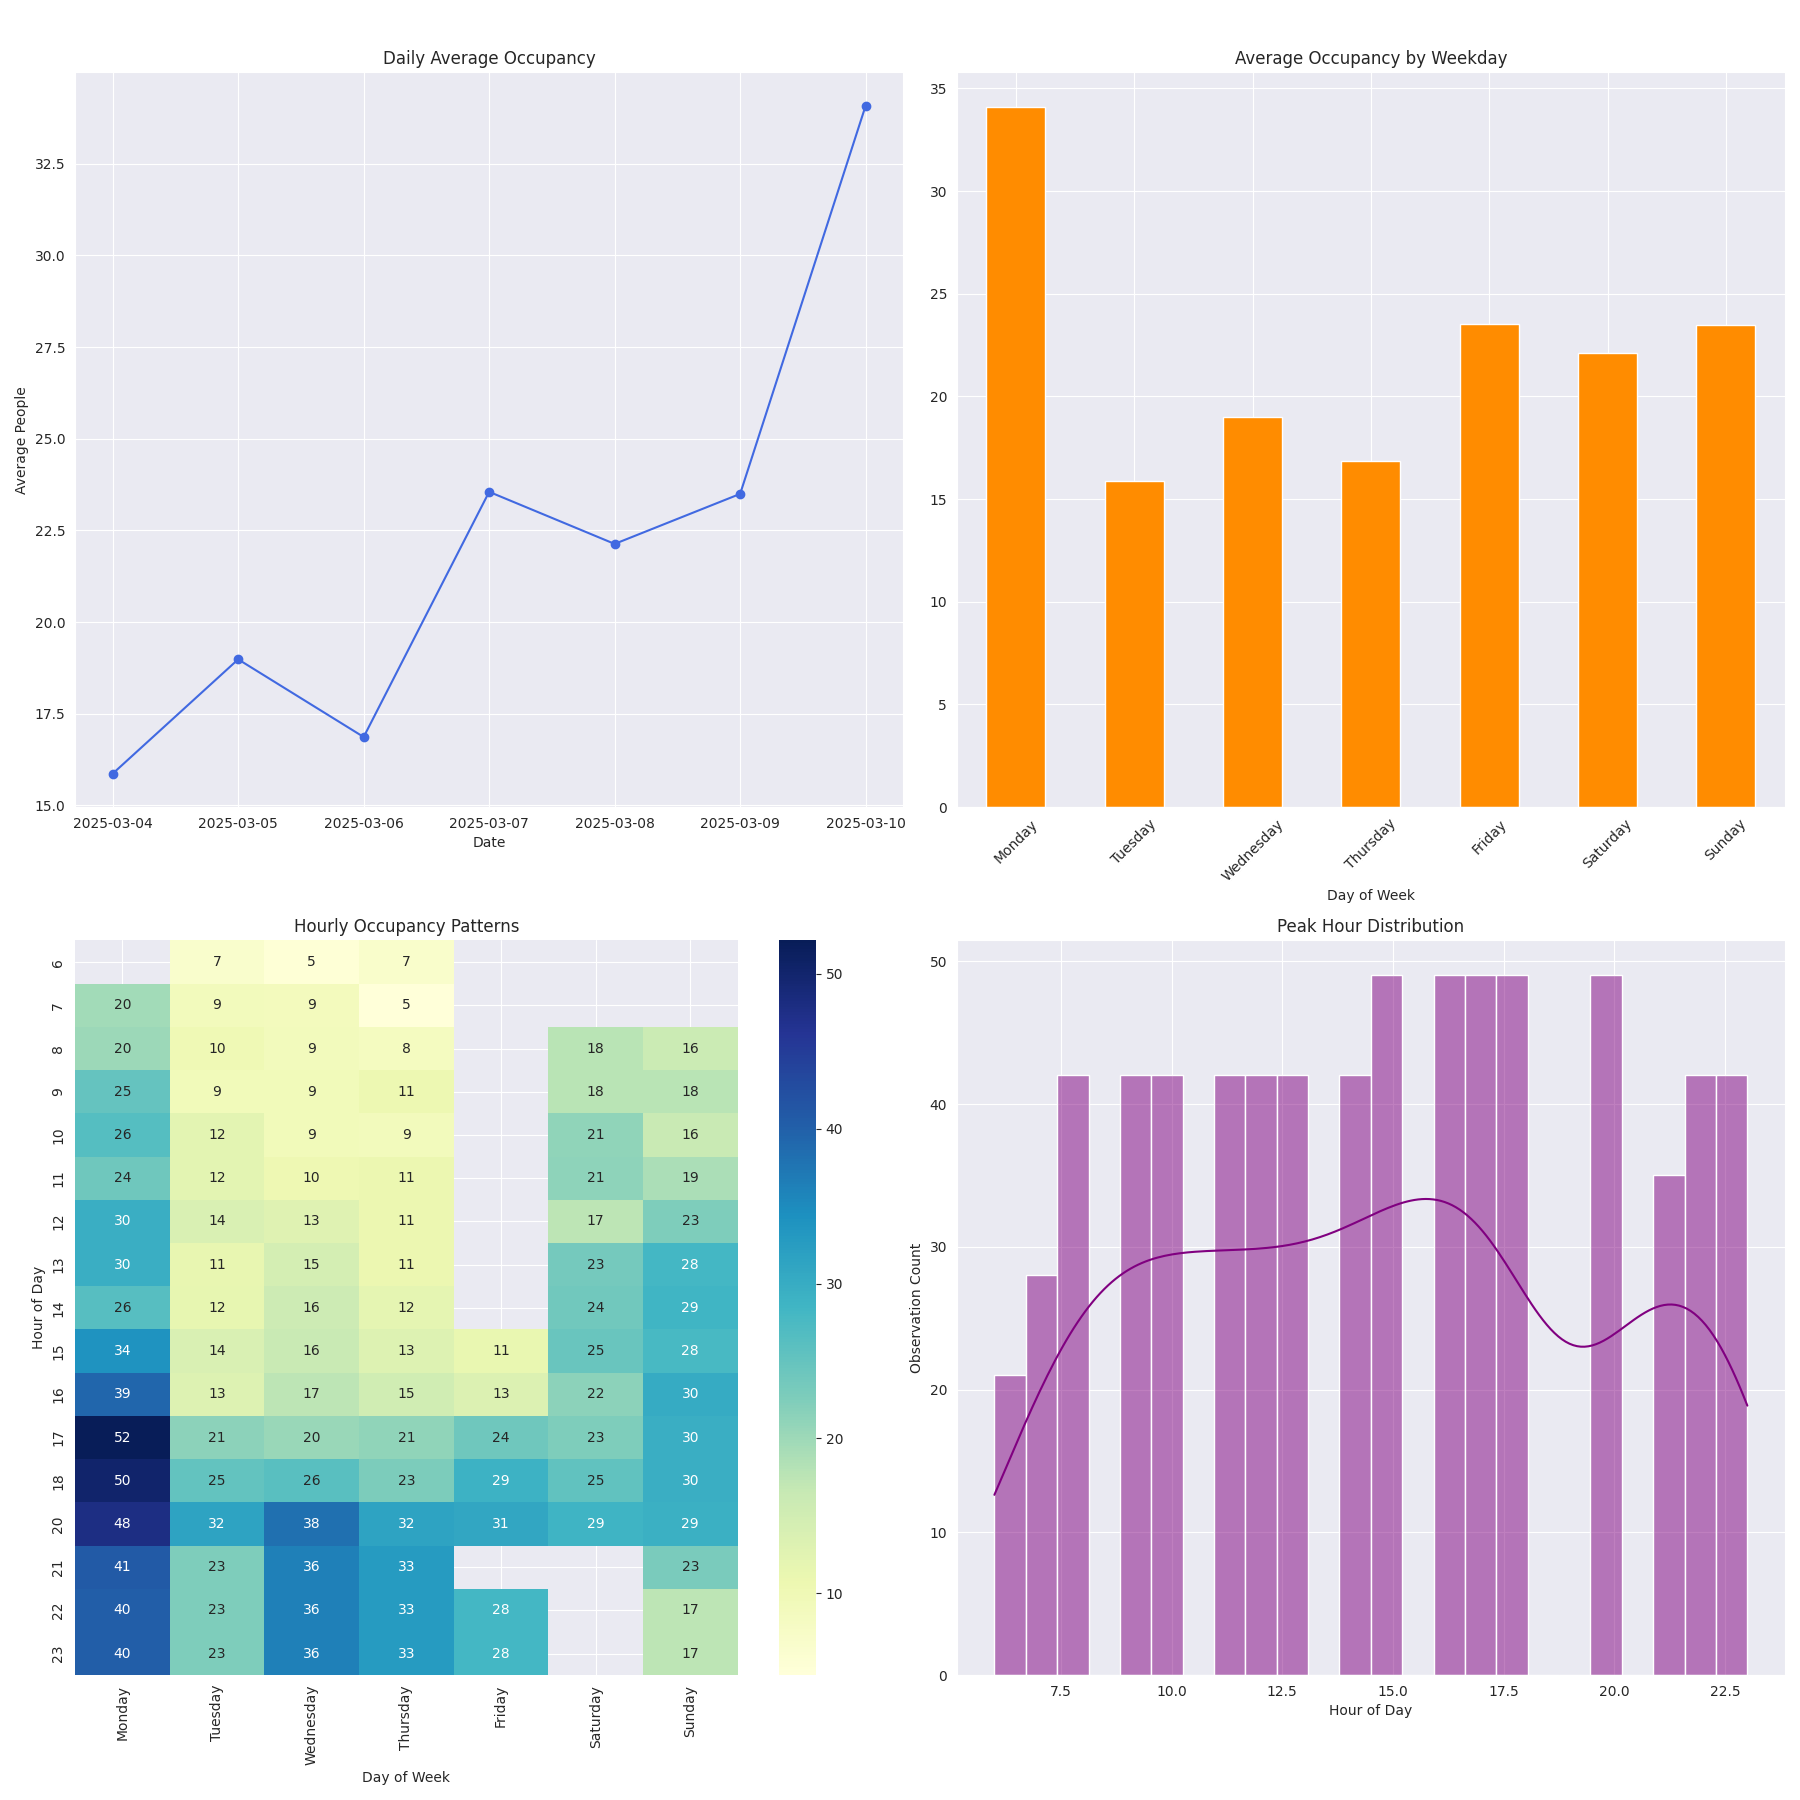 Daily Average Occupancy
Average People
32.5
30.0
27.5
25.0
22.5
20.0
17.5
15.0
2025-03-04 2025-03-05 2025-03-06 2025-03-07 2025-03-08 2025-03-09 2025-03-10
Date
Average Occupancy by Weekday
35
30
25
20
15
10
5
0
Monday Tuesday Wednesday Thursday Friday Saturday Sunday
Day of Week
Hourly Occupancy Patterns
Hour of Day
6 7 5 7
7 20 9 9 5
8 20 10 9 8 18 16
9 25 9 9 11 18 18
10 26 12 9 9 21 16
11 24 12 10 11 21 19
12 30 14 13 11 17 23
13 30 11 15 11 23 28
14 26 12 16 12 24 29
15 34 14 16 13 11 25 28
16 39 13 17 15 13 22 30
17 52 21 20 21 24 23 30
18 50 25 26 23 29 25 30
20 48 32 38 32 31 29 29
21 41 23 36 33 23
22 40 23 36 33 28 17
23 40 23 36 33 28 17
Monday Tuesday Wednesday Thursday Friday Saturday Sunday
Day of Week
50
40
30
20
10
Peak Hour Distribution
Observation Count
50
40
30
20
10
0
7.5 10.0 12.5 15.0 17.5 20.0 22.5
Hour of Day